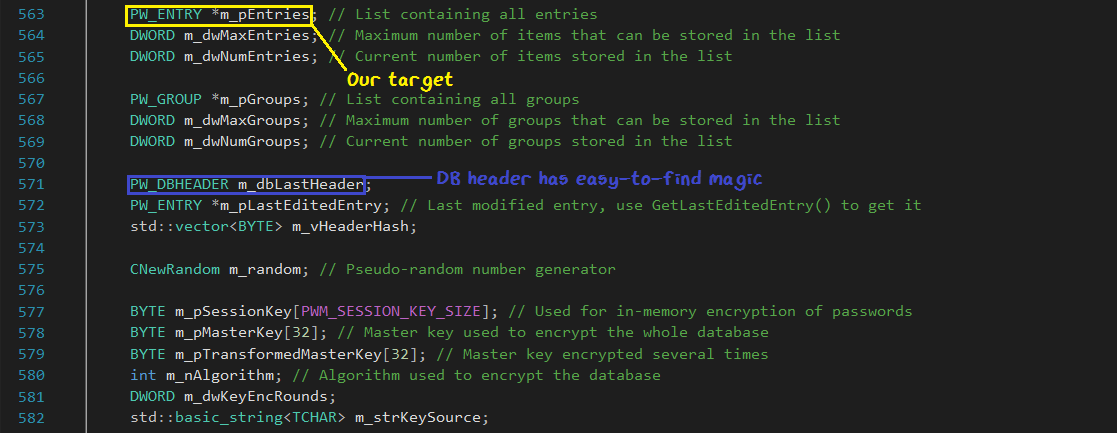 563 PW_ENTRY *m_pEntries; // List containing all entries
564 DWORD m_dwMaxEntries; // Maximum number of items that can be stored in the list
565 DWORD m_dwNumEntries; // Current number of items stored in the list
566
Our target
567 PW_GROUP *m_pGroups; // List containing all groups
568 DWORD m_dwMaxGroups; // Maximum number of groups that can be stored in the list
569 DWORD m_dwNumGroups; // Current number of groups stored in the list
570
571 PW_DBHEADER m_dbLastHeader; DB header has easy-to-find magic
572 PW_ENTRY *m_pLastEditedEntry; // Last modified entry, use GetLastEditedEntry() to get it
573 std::vector<BYTE> m_vHeaderHash;
574
575 CNewRandom m_random; // Pseudo-random number generator
576
577 BYTE m_pSessionKey[PWM_SESSION_KEY_SIZE]; // Used for in-memory encryption of passwords
578 BYTE m_pMasterKey[32]; // Master key used to encrypt the whole database
579 BYTE m_pTransformedMasterKey[32]; // Master key encrypted several times
580 int m_nAlgorithm; // Algorithm used to encrypt the database
581 DWORD m_dwKeyEncRounds;
582 std::basic_string<TCHAR> m_strKeySource;